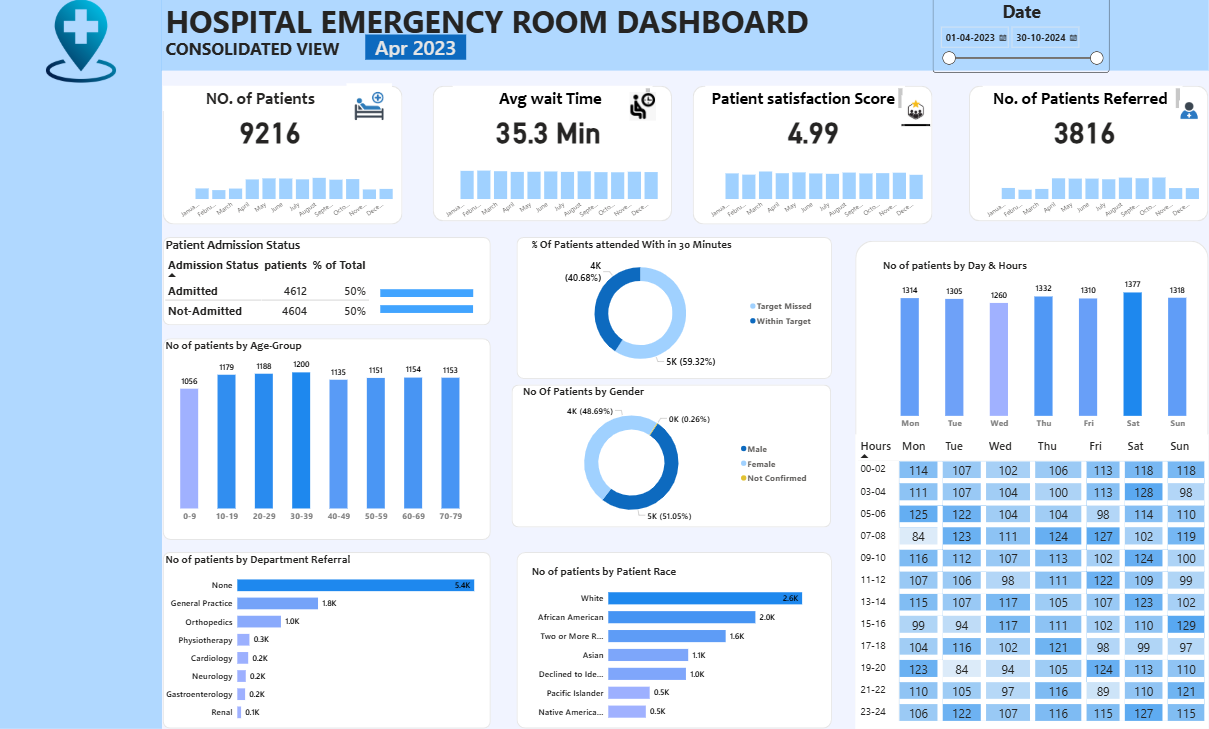 HOSPITAL EMERGENCY ROOM DASHBOARD
CONSOLIDATED VIEW Apr 2023
Date
01-04-2023 30-10-2024
NO. of Patients
9216
Janua... Febru... March April May June July August Septe... Octo... Nove... Dece...
Avg wait Time
35.3 Min
Janua... Febru... March April May June July August Septe... Octo... Nove... Dece...
Patient satisfaction Score
4.99
Janua... Febru... March April May June July August Septe... Octo... Nove... Dece...
No. of Patients Referred
3816
Janua... Febru... March April May June July August Septe... Octo... Nove... Dece...
Patient Admission Status
Admission Status patients % of Total
Admitted 4612 50%
Not-Admitted 4604 50%
% Of Patients attended With in 30 Minutes
4K
(40.68%)
Target Missed
Within Target
5K (59.32%)
No of patients by Age-Group
1056 1179 1188 1200 1135 1151 1154 1153
0-9 10-19 20-29 30-39 40-49 50-59 60-69 70-79
No Of Patients by Gender
4K (48.69%)
0K (0.26%)
Male
Female
Not Confirmed
5K (51.05%)
No of patients by Department Referral
None 5.4K
General Practice 1.8K
Orthopedics 1.0K
Physiotherapy 0.3K
Cardiology 0.2K
Neurology 0.2K
Gastroenterology 0.2K
Renal 0.1K
No of patients by Patient Race
White 2.6K
African American 2.0K
Two or More R... 1.6K
Asian 1.1K
Declined to Ide... 1.0K
Pacific Islander 0.5K
Native America... 0.5K
No of patients by Day & Hours
1314 1305 1260 1332 1310 1377 1318
Mon Tue Wed Thu Fri Sat Sun
Hours Mon Tue Wed Thu Fri Sat Sun
00-02 114 107 102 106 113 118 118
03-04 111 107 104 100 113 128 98
05-06 125 122 104 104 98 114 110
07-08 84 123 111 124 127 102 119
09-10 116 112 107 113 102 124 100
11-12 107 106 98 111 122 109 99
13-14 115 107 117 105 107 123 102
15-16 99 94 117 111 102 110 129
17-18 104 116 102 121 98 99 97
19-20 123 84 94 105 124 113 110
21-22 110 105 97 116 89 110 121
23-24 106 122 107 116 115 127 115